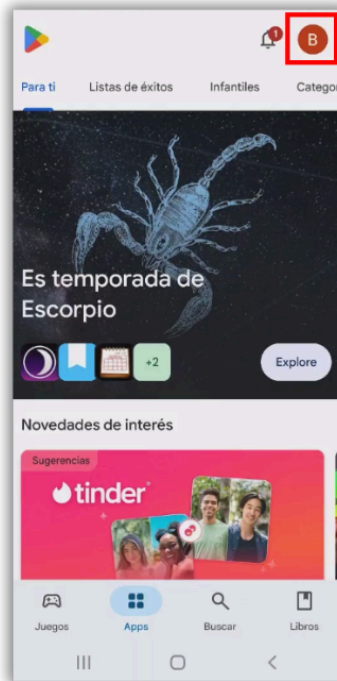 1
B
Para ti
Listas de éxitos
Infantiles
Categor
Es temporada de
Escorpio
+2
Explore
Novedades de interés
Sugerencias
tinder
Juegos
Apps
Buscar
Libros